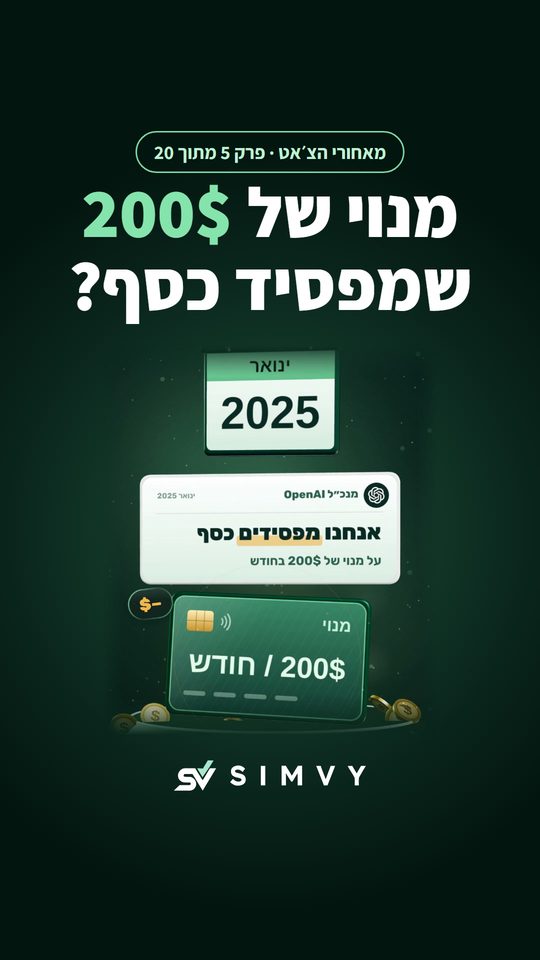 מאחורי הצ׳אט · פרק 5 מתוך 20
מנוי של 200$
שמפסיד כסף?
ינואר
2025
מנכ״ל OpenAI
ינואר 2025
אנחנו מפסידים כסף
על מנוי של 200$ בחודש
-$
מנוי
200$ / חודש
SV SIMVY